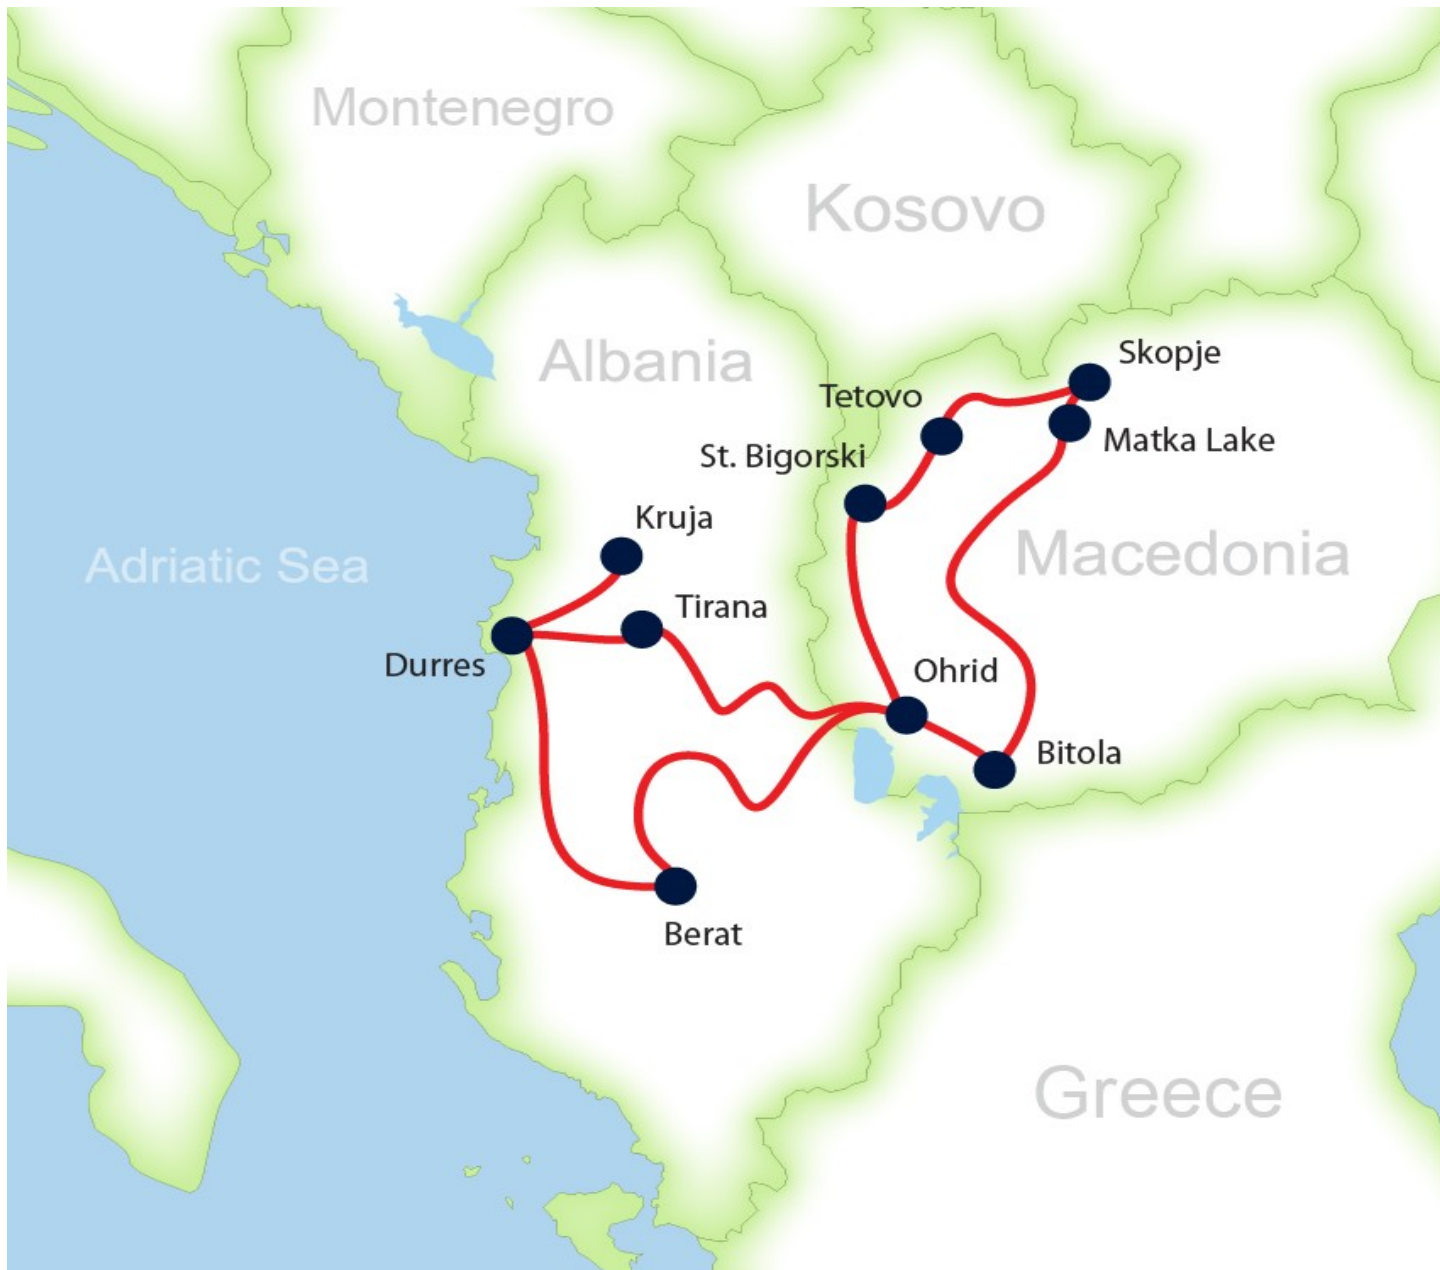 Montenegro
Kosovo
Albania
Skopje
Tetovo
Matka Lake
St. Bigorski
Kruja
Macedonia
Adriatic Sea
Tirana
Durres
Ohrid
Bitola
Berat
Greece